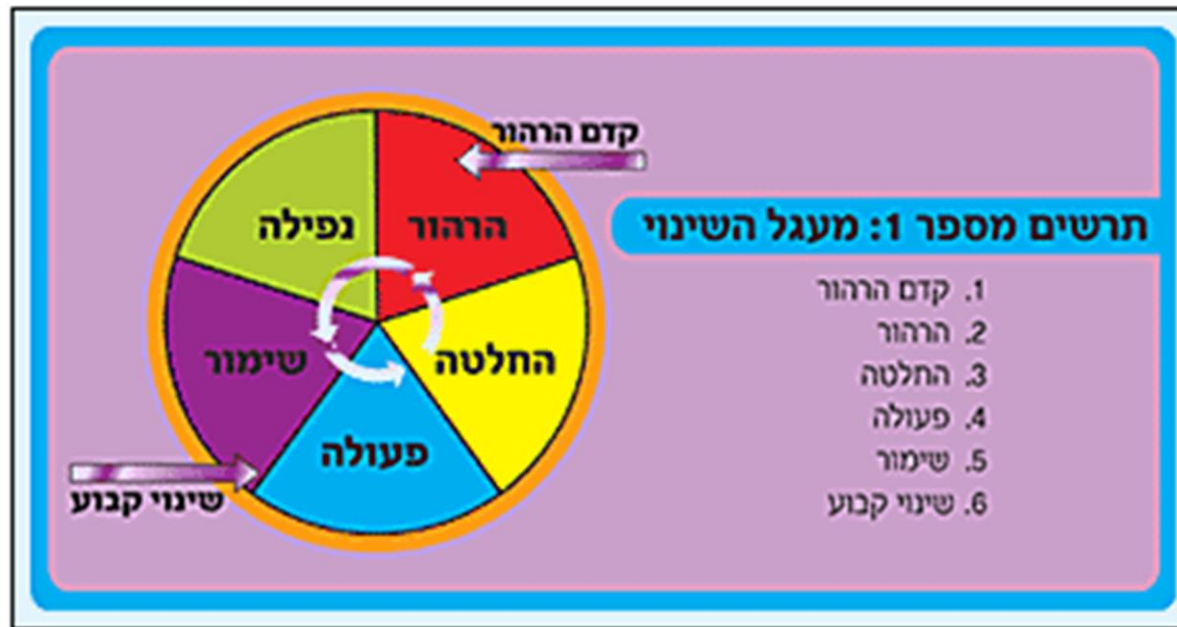 תרשים מספר 1: מעגל השינוי
1. קדם הרהור
2. הרהור
3. החלטה
4. פעולה
5. שימור
6. שינוי קבוע
קדם הרהור
הרהור
נפילה
החלטה
שימור
פעולה
שינוי קבוע